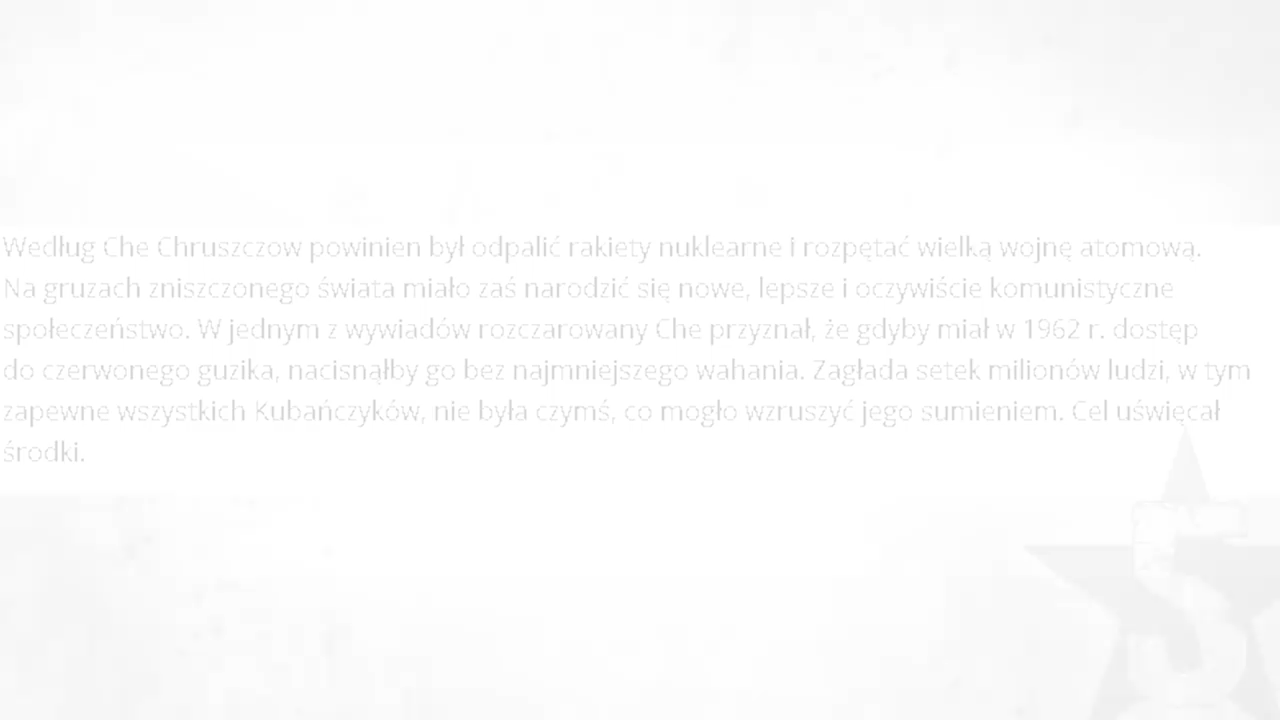 Według Che Chruszczow powinien był odpalić rakiety nuklearne i rozpętać wielką wojnę atomową.
Na gruzach zniszczonego świata miało zaś narodzić się nowe, lepsze i oczywiście komunistyczne
społeczeństwo. W jednym z wywiadów rozczarowany Che przyznał, że gdyby miał w 1962 r. dostęp
do czerwonego guzika, nacisnąłby go bez najmniejszego wahania. Zagłada setek milionów ludzi, w tym
zapewne wszystkich Kubańczyków, nie była czymś, co mogło wzruszyć jego sumieniem. Cel uświęcał
środki.